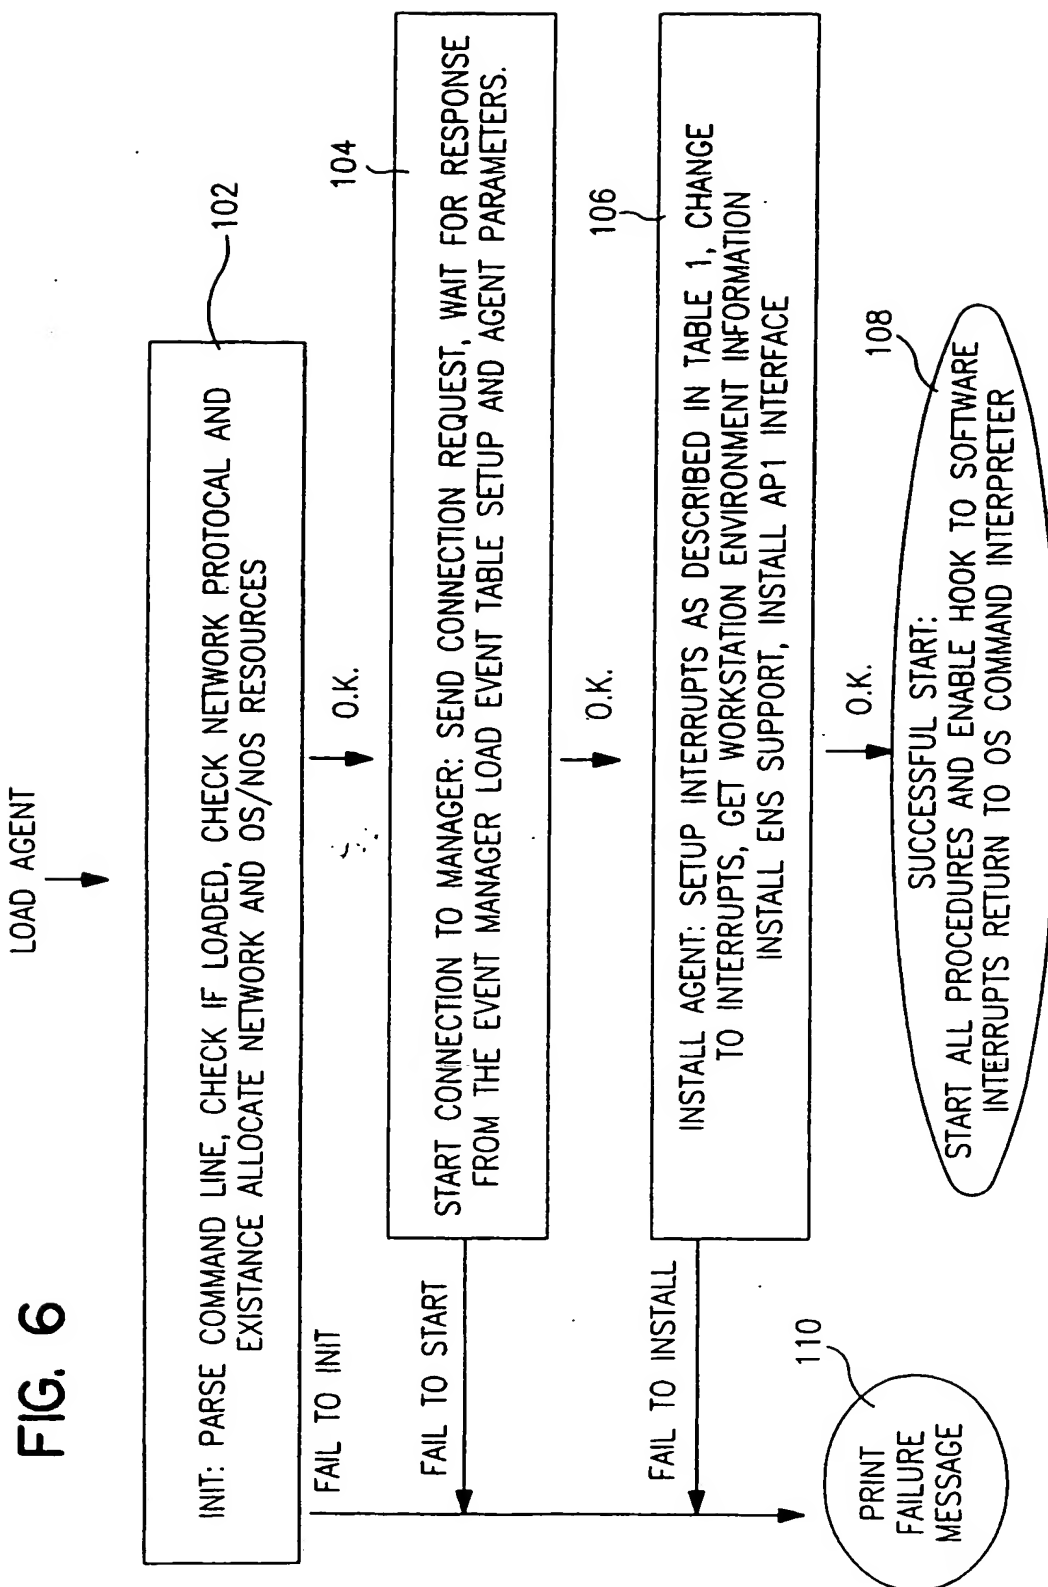 FIG. 6
LOAD AGENT
102
INIT: PARSE COMMAND LINE, CHECK IF LOADED, CHECK NETWORK PROTOCAL AND
EXISTANCE ALLOCATE NETWORK AND OS/NOS RESOURCES
FAIL TO INIT
O.K.
104
START CONNECTION TO MANAGER: SEND CONNECTION REQUEST, WAIT FOR RESPONSE
FROM THE EVENT MANAGER LOAD EVENT TABLE SETUP AND AGENT PARAMETERS.
FAIL TO START
O.K.
106
INSTALL AGENT: SETUP INTERRUPTS AS DESCRIBED IN TABLE 1, CHANGE
TO INTERRUPTS, GET WORKSTATION ENVIRONMENT INFORMATION
INSTALL ENS SUPPORT, INSTALL AP1 INTERFACE
FAIL TO INSTALL
O.K.
108
SUCCESSFUL START:
START ALL PROCEDURES AND ENABLE HOOK TO SOFTWARE
INTERRUPTS RETURN TO OS COMMAND INTERPRETER
110
PRINT
FAILURE
MESSAGE